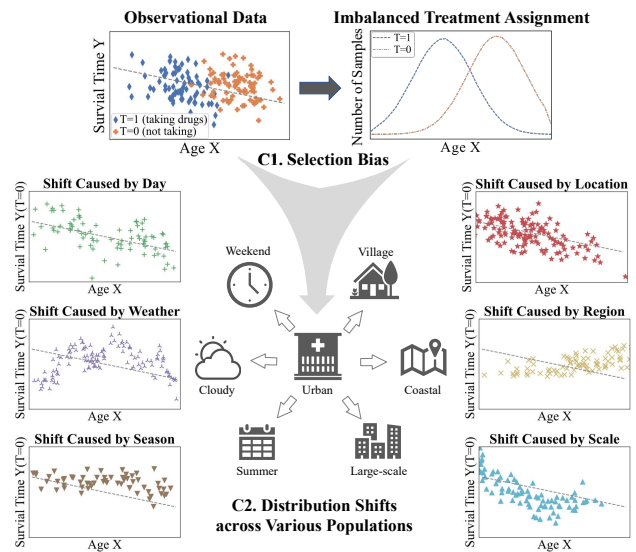 Observational Data
Imbalanced Treatment Assignment
Survial Time Y
T=1 (taking drugs)
T=0 (not taking)
Age X
Number of Samples
T=1
T=0
Age X
C1. Selection Bias
Shift Caused by Day
Survial Time Y(T=0)
Age X
Shift Caused by Location
Survial Time Y(T=0)
Age X
Weekend
Village
Shift Caused by Weather
Survial Time Y(T=0)
Age X
Shift Caused by Region
Survial Time Y(T=0)
Age X
Cloudy
Urban
Coastal
Shift Caused by Season
Survial Time Y(T=0)
Age X
Shift Caused by Scale
Survial Time Y(T=0)
Age X
Summer
Large-scale
C2. Distribution Shifts
across Various Populations